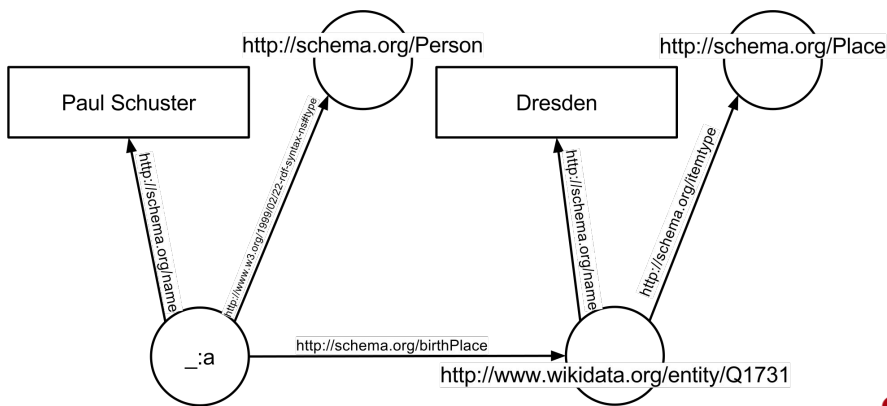 http://schema.org/Person
http://schema.org/Place
Paul Schuster
Dresden
http://schema.org/name
http://www.w3.org/1999/02/22-rdf-syntax-ns#type
http://schema.org/name
http://schema.org/itemtype
_:a
http://schema.org/birthPlace
http://www.wikidata.org/entity/Q1731